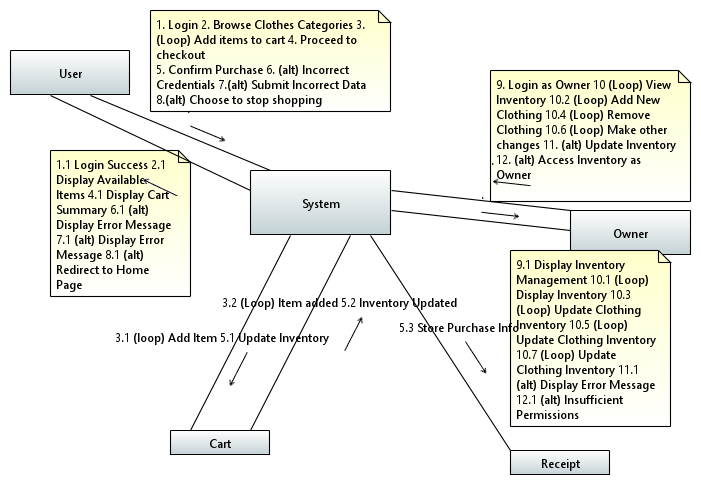 1. Login 2. Browse Clothes Categories 3.
(Loop) Add items to cart 4. Proceed to
checkout
5. Confirm Purchase 6. (alt) Incorrect
Credentials 7.(alt) Submit Incorrect Data
8.(alt) Choose to stop shopping
User
9. Login as Owner 10 (Loop) View
Inventory 10.2 (Loop) Add New
Clothing 10.4 (Loop) Remove
Clothing 10.6 (Loop) Make other
changes 11. (alt) Update Inventory
12. (alt) Access Inventory as
Owner
1.1 Login Success 2.1
Display Available
Items 4.1 Display Cart
Summary 6.1 (alt)
Display Error Message
7.1 (alt) Display Error
Message 8.1 (alt)
Redirect to Home
Page
System
Owner
9.1 Display Inventory
Management 10.1 (Loop)
Display Inventory 10.3
(Loop) Update Clothing
Inventory 10.5 (Loop)
Update Clothing Inventory
10.7 (Loop) Update
Clothing Inventory 11.1
(alt) Display Error Message
12.1 (alt) Insufficient
Permissions
3.2 (Loop) Item added 5.2 Inventory Updated
5.3 Store Purchase Info
3.1 (loop) Add Item 5.1 Update Inventory
Cart
Receipt